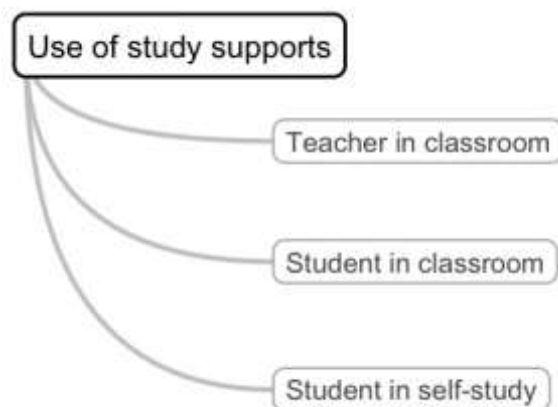 Use of study supports
Teacher in classroom
Student in classroom
Student in self-study